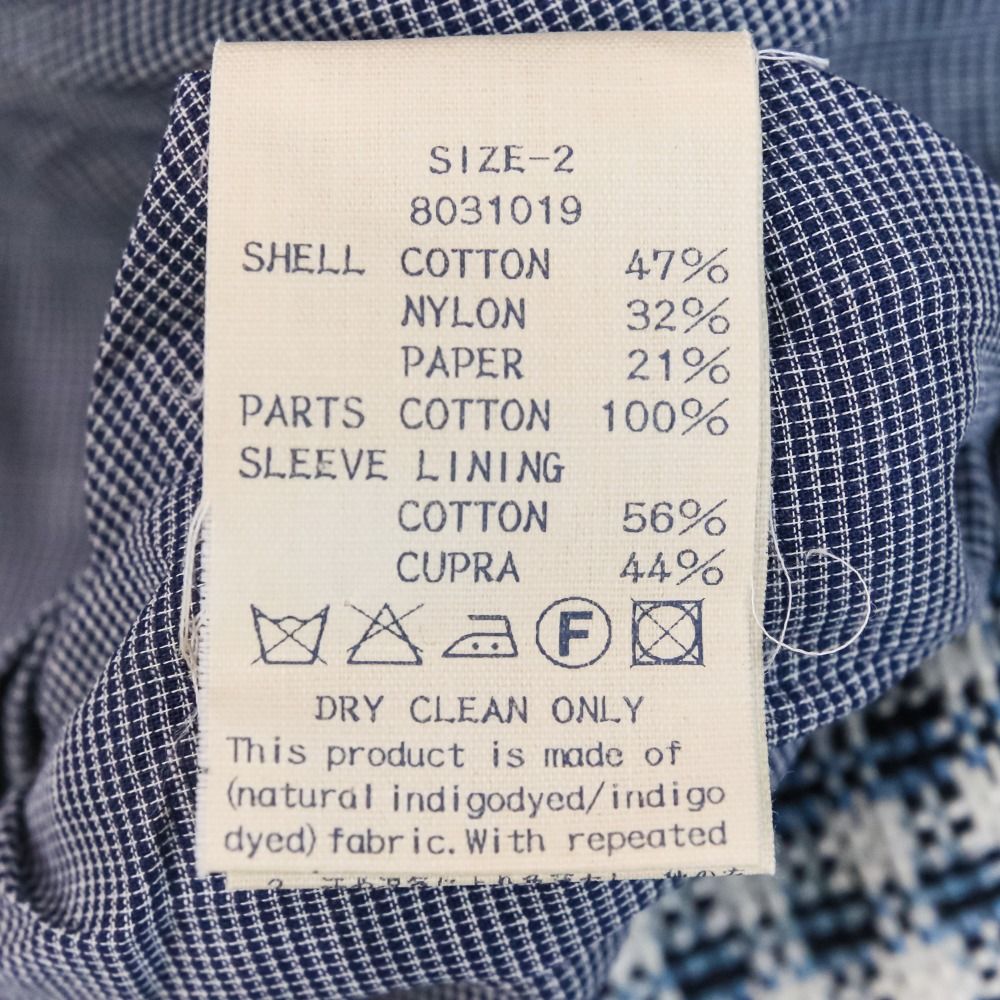 SIZE-2
8031019
SHELL COTTON 47%
NYLON 32%
PAPER 21%
PARTS COTTON 100%
SLEEVE LINING
COTTON 56%
CUPRA 44%
F
DRY CLEAN ONLY
This product is made of
(natural indigodyed/indigo
dyed) fabric. With repeated